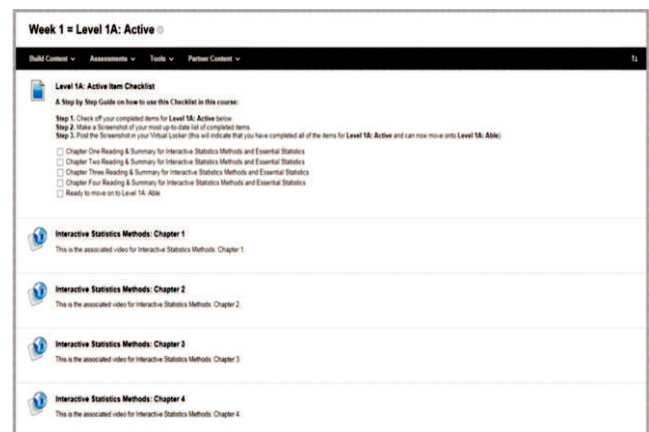 Week 1 = Level 1A: Active
Build Content Assessments Tools Partner Content
Level 1A: Active Item Checklist
A Step by Step Guide on how to use this Checklist in this course:
Step 1. Check off your completed items for Level 1A: Active below.
Step 2. Make a Screenshot of your most up-to-date list of completed items
Step 3. Post the Screenshot in your Virtual Locker (this will indicate that you have completed all of the items for Level 1A: Active and can now move onto Level 1A: Able)
Chapter One Reading & Summary for Interactive Statistics Methods and Essential Statistics
Chapter Two Reading & Summary for Interactive Statistics Methods and Essential Statistics
Chapter Three Reading & Summary for Interactive Statistics Methods and Essential Statistics
Chapter Four Reading & Summary for Interactive Statistics Methods and Essential Statistics
Ready to move on to Level 1A: Able
Interactive Statistics Methods: Chapter 1
This is the associated video for Interactive Statistics Methods: Chapter 1.
Interactive Statistics Methods: Chapter 2
This is the associated video for Interactive Statistics Methods: Chapter 2.
Interactive Statistics Methods: Chapter 3
This is the associated video for Interactive Statistics Methods: Chapter 3.
Interactive Statistics Methods: Chapter 4
This is the associated video for Interactive Statistics Methods: Chapter 4.